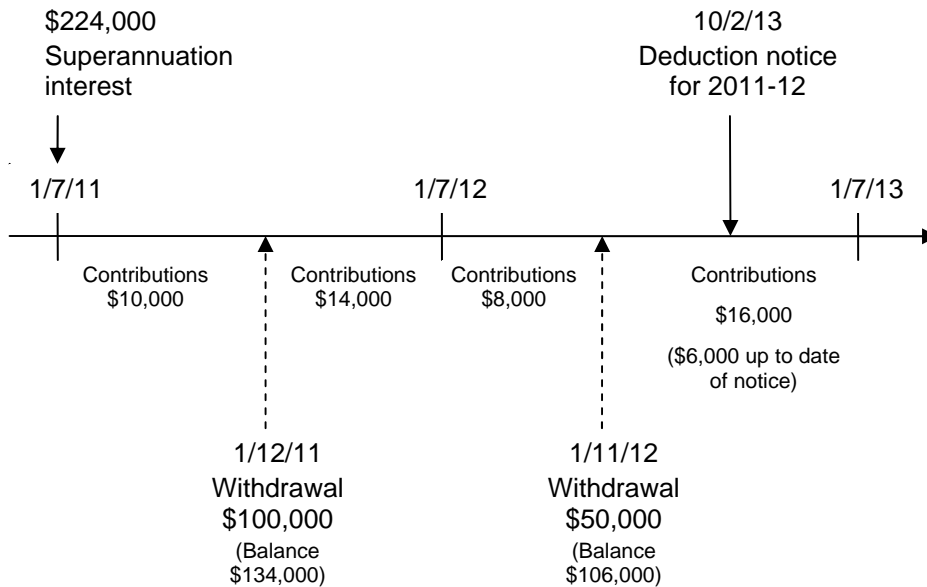 $224,000
Superannuation
interest
10/2/13
Deduction notice
for 2011-12
1/7/11
1/7/12
1/7/13
Contributions
$10,000
Contributions
$14,000
Contributions
$8,000
Contributions
$16,000
($6,000 up to date
of notice)
1/12/11
Withdrawal
$100,000
(Balance
$134,000)
1/11/12
Withdrawal
$50,000
(Balance
$106,000)